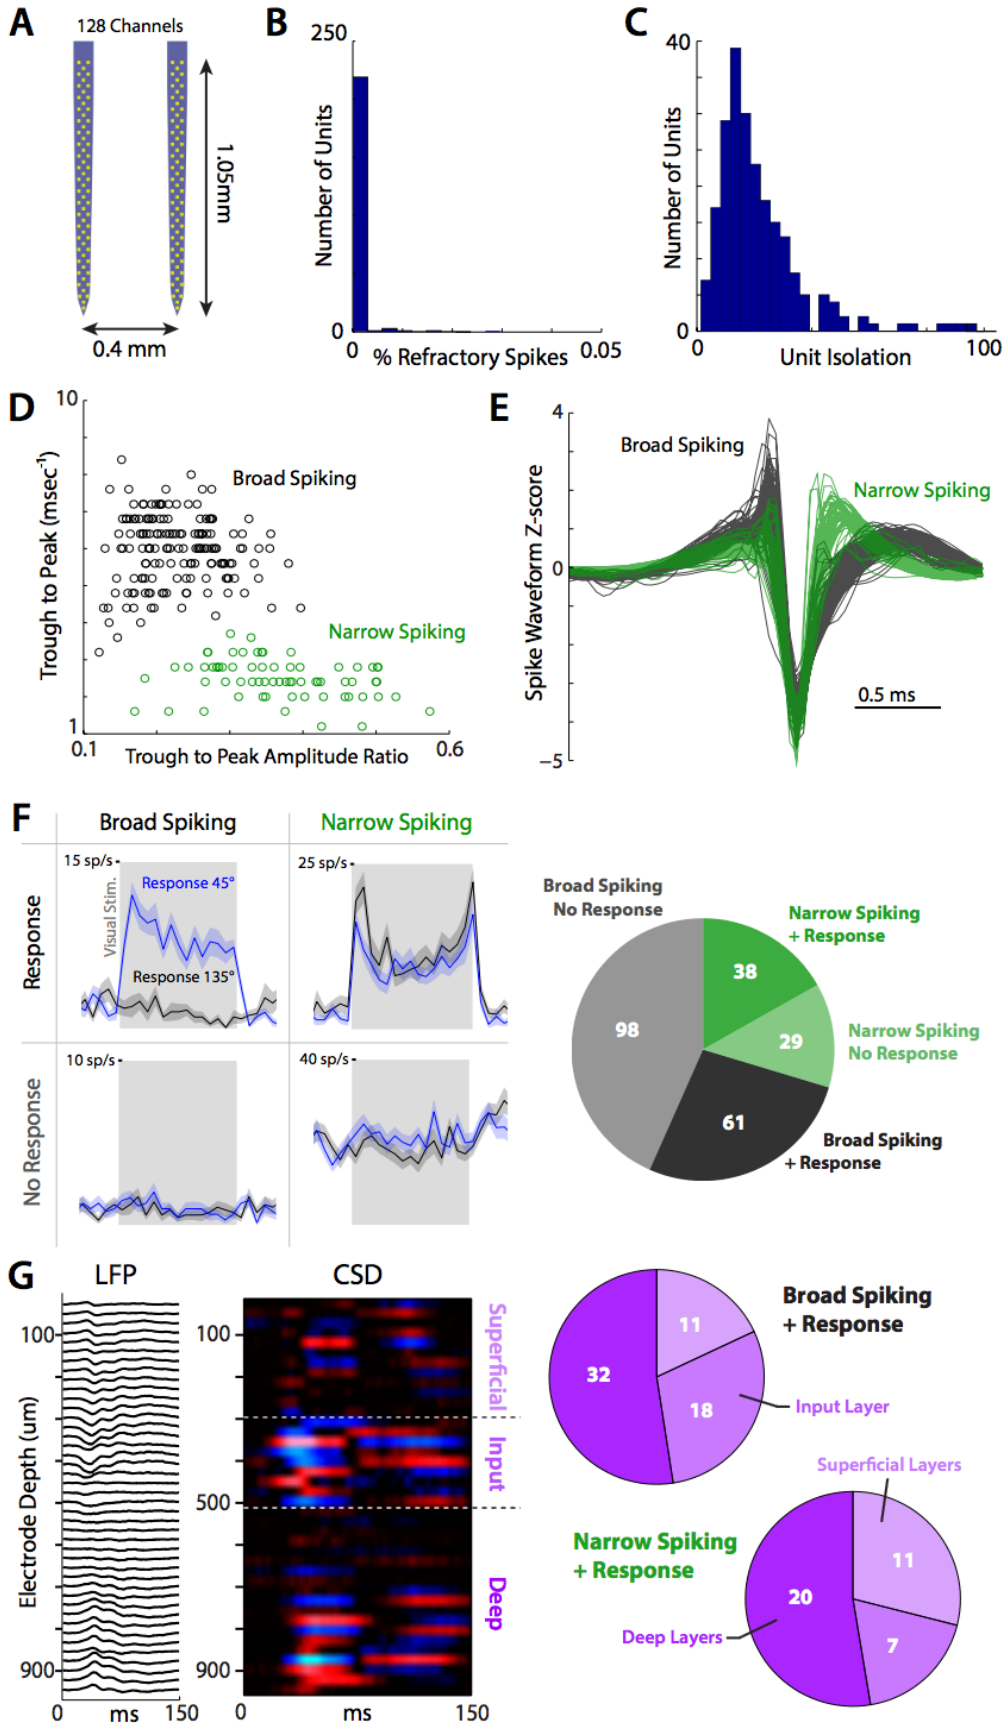 A
128 Channels
1.05mm
0.4 mm
B
250
Number of Units
0
0
% Refractory Spikes
0.05
C
40
Number of Units
0
0
Unit Isolation
100
D
10
Trough to Peak (msec-1)
Broad Spiking
Narrow Spiking
1
0.1
Trough to Peak Amplitude Ratio
0.6
E
4
Spike Waveform Z-score
Broad Spiking
Narrow Spiking
0
0.5 ms
−5
F
Broad Spiking
Narrow Spiking
Response
15 sp/s
Visual Stim.
Response 45°
Response 135°
25 sp/s
No Response
10 sp/s
40 sp/s
Broad Spiking
No Response
Narrow Spiking
+ Response
38
98
29
Narrow Spiking
No Response
61
Broad Spiking
+ Response
G
LFP
CSD
Electrode Depth (um)
100
500
900
0
ms
150
100
500
900
0
ms
150
Superficial
Input
Deep
Broad Spiking
+ Response
11
32
18
Input Layer
Superficial Layers
Narrow Spiking
+ Response
11
20
7
Deep Layers